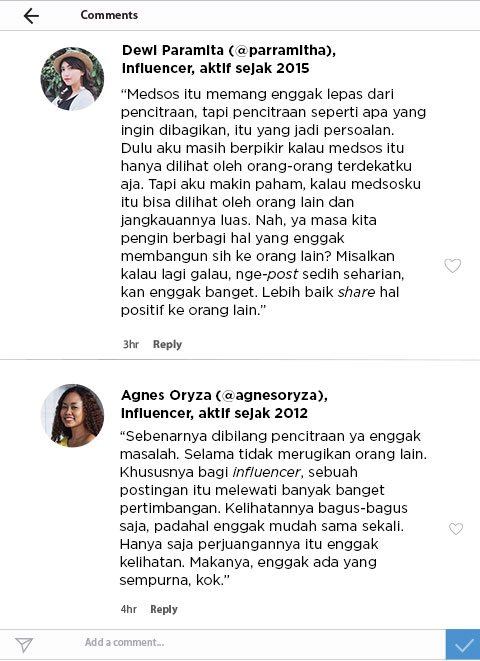 Comments
Dewi Paramita (@parramitha),
Influencer, aktif sejak 2015
“Medsos itu memang enggak lepas dari
pencitraan, tapi pencitraan seperti apa yang
ingin dibagikan, itu yang jadi persoalan.
Dulu aku masih berpikir kalau medsos itu
hanya dilihat oleh orang-orang terdekatku
aja. Tapi aku makin paham, kalau medsosku
itu bisa dilihat oleh orang lain dan
jangkauannya luas. Nah, ya masa kita
pengin berbagi hal yang enggak
membangun sih ke orang lain? Misalkan
kalau lagi galau, nge-post sedih seharian,
kan enggak banget. Lebih baik share hal
positif ke orang lain.”
3hr Reply
Agnes Oryza (@agnesoryza),
Influencer, aktif sejak 2012
“Sebenarnya dibilang pencitraan ya enggak
masalah. Selama tidak merugikan orang lain.
Khususnya bagi influencer, sebuah
postingan itu melewati banyak banget
pertimbangan. Kelihatannya bagus-bagus
saja, padahal enggak mudah sama sekali.
Hanya saja perjuangannya itu enggak
kelihatan. Makanya, enggak ada yang
sempurna, kok.”
4hr Reply
Add a comment...